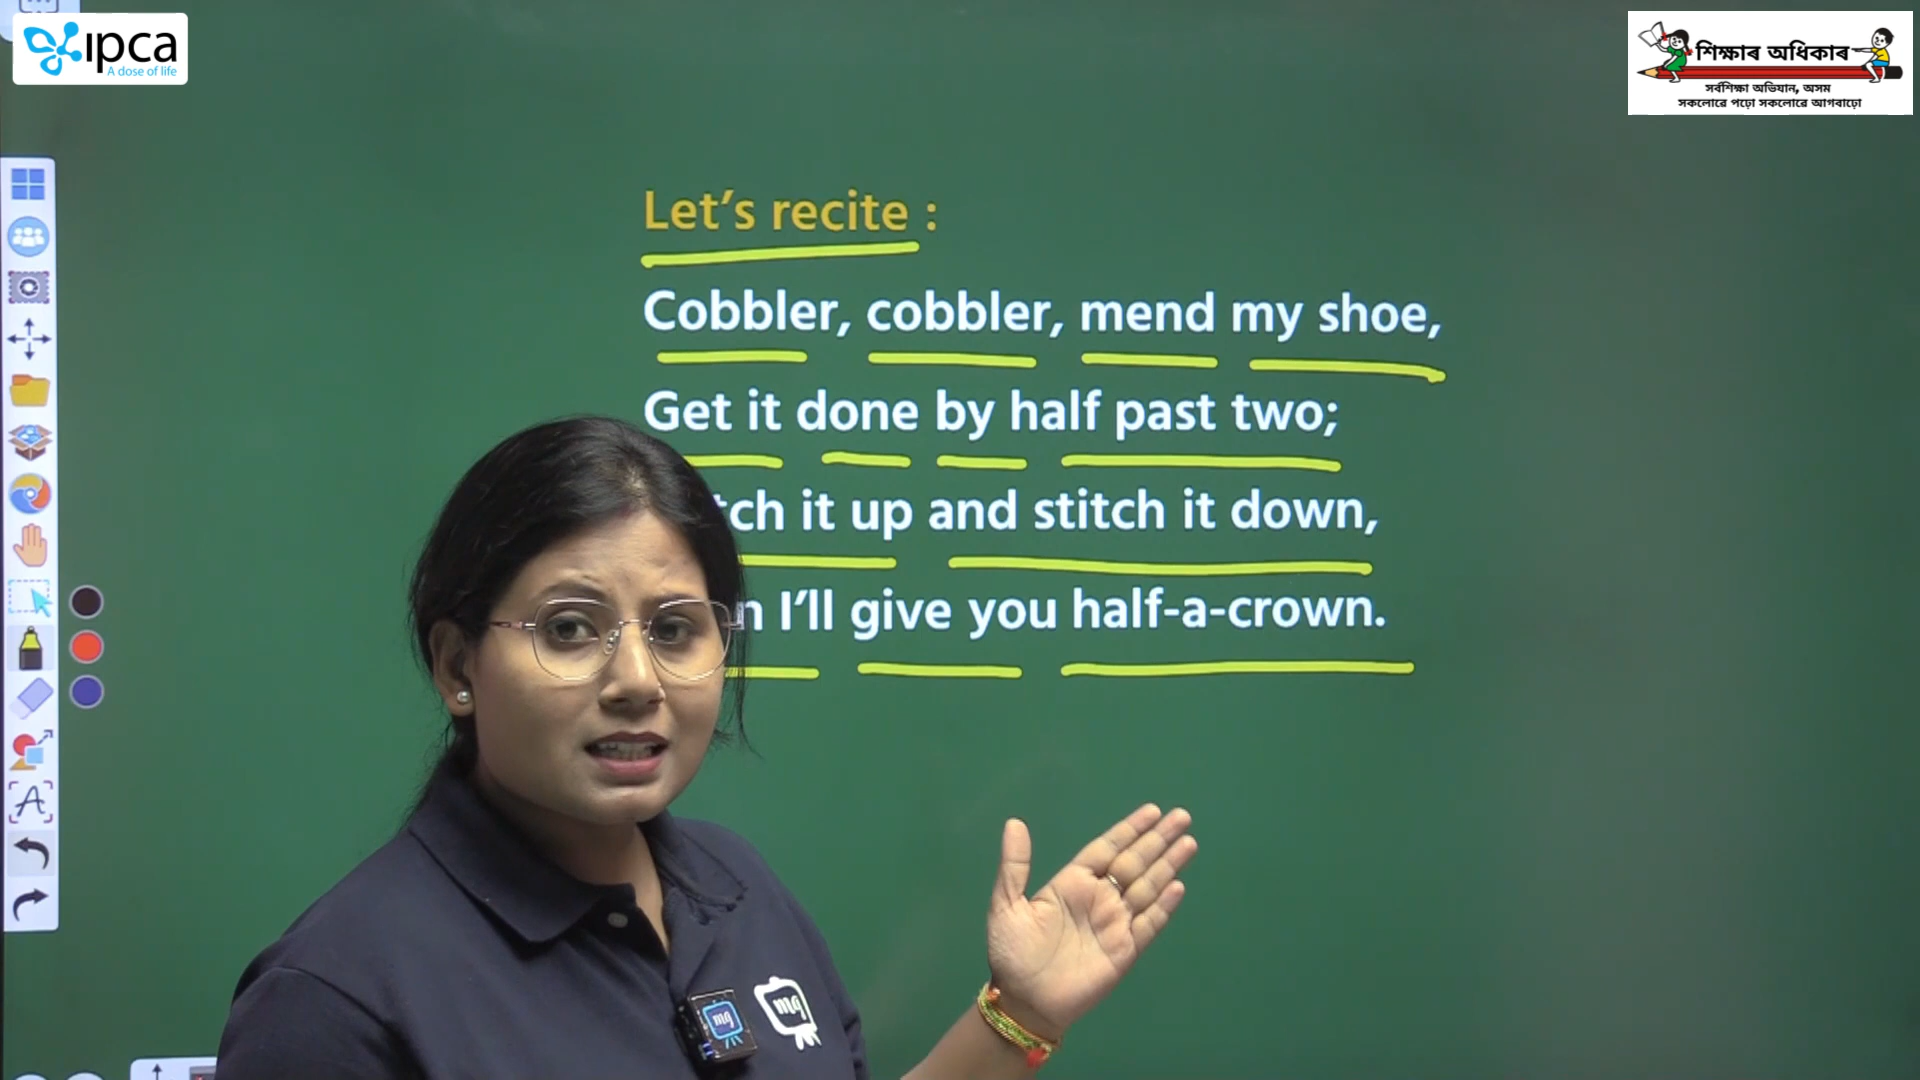 ipca
A dose of life
শিক্ষাৰ অধিকাৰ
সৰ্বশিক্ষা অভিযান, অসম
সকলোৱে পঢ়ো সকলোৱে আগবাঢ়ো
Let's recite :
Cobbler, cobbler, mend my shoe,
Get it done by half past two;
it up and stitch it down,
I'll give you half-a-crown.
mg
mg